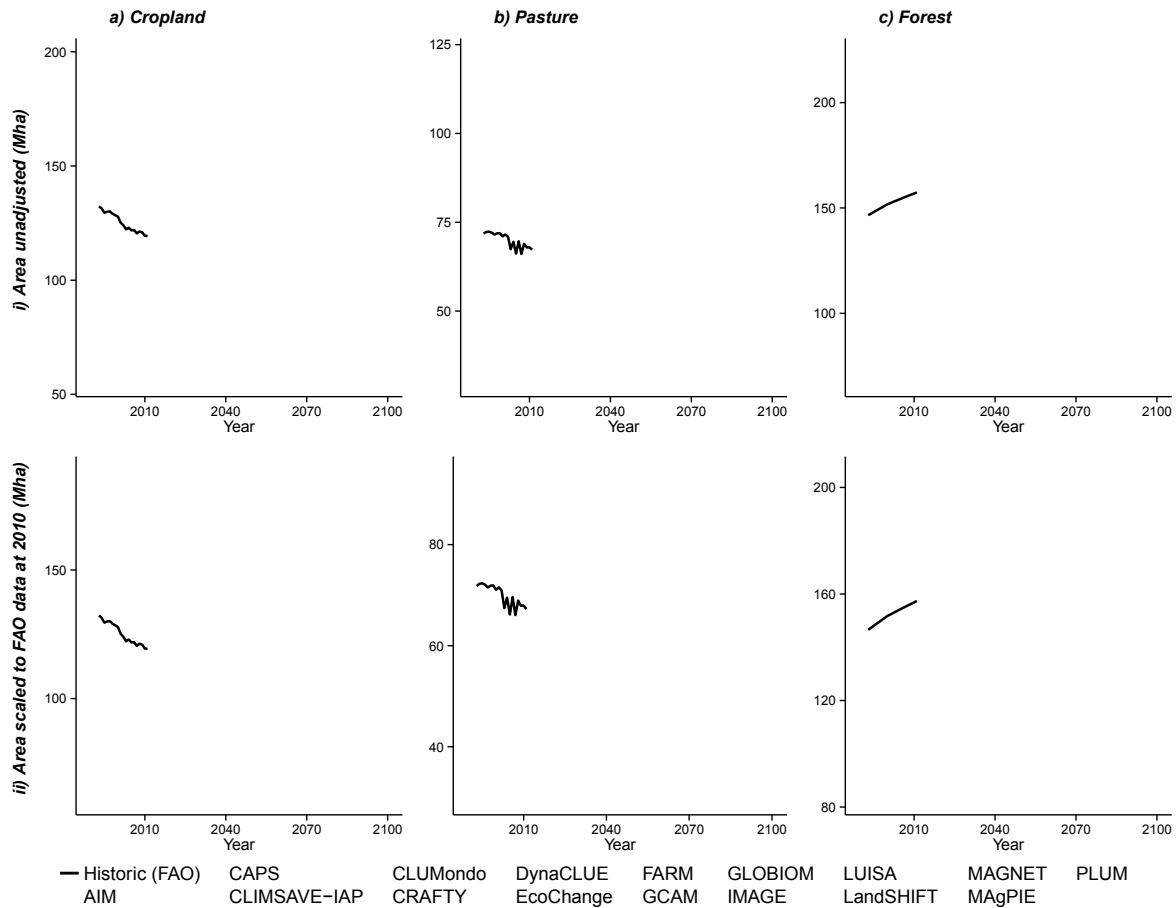 a) Cropland
b) Pasture
c) Forest
i) Area unadjusted (Mha)
200
150
100
50
2010 2040 2070 2100
Year
125
100
75
50
2010 2040 2070 2100
Year
200
150
100
2010 2040 2070 2100
Year
ii) Area scaled to FAO data at 2010 (Mha)
150
100
2010 2040 2070 2100
Year
80
60
40
2010 2040 2070 2100
Year
200
160
120
80
2010 2040 2070 2100
Year
Historic (FAO) CAPS CLUMondo DynaCLUE FARM GLOBIOM LUISA MAGNET PLUM
AIM CLIMSAVE−IAP CRAFTY EcoChange GCAM IMAGE LandSHIFT MAgPIE